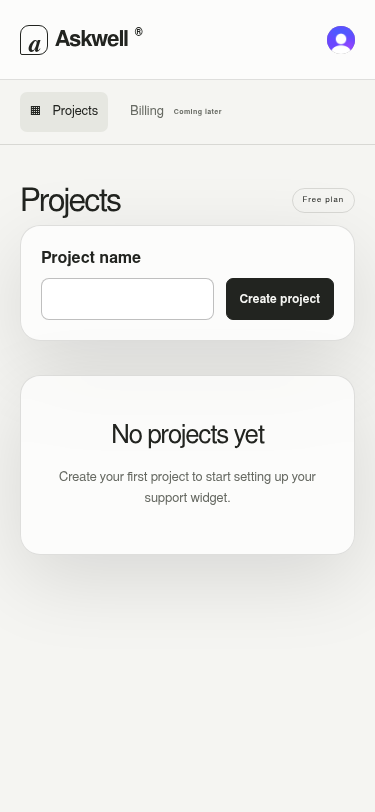 a Askwell ®
Projects Billing Coming later
Projects Free plan
Project name
Create project
No projects yet
Create your first project to start setting up your
support widget.